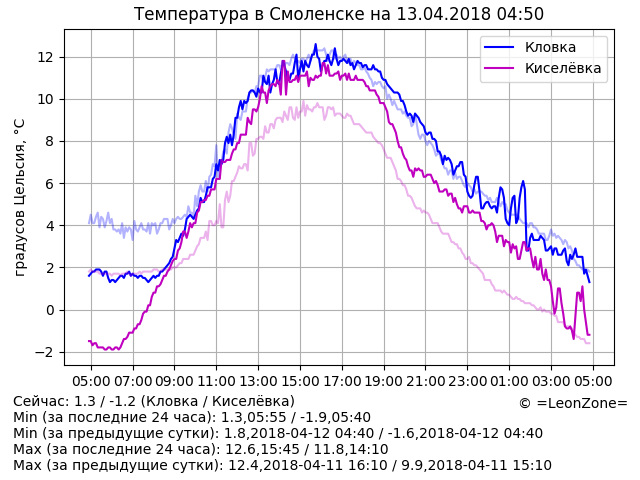 Температура в Смоленске на 13.04.2018 04:50
градусов Цельсия, °C
12
10
8
6
4
2
0
−2
Кловка
Киселёвка
05:00 07:00 09:00 11:00 13:00 15:00 17:00 19:00 21:00 23:00 01:00 03:00 05:00
Сейчас: 1.3 / -1.2 (Кловка / Киселёвка)
© =LeonZone=
Min (за последние 24 часа): 1.3,05:55 / -1.9,05:40
Min (за предыдущие сутки): 1.8,2018-04-12 04:40 / -1.6,2018-04-12 04:40
Max (за последние 24 часа): 12.6,15:45 / 11.8,14:10
Max (за предыдущие сутки): 12.4,2018-04-11 16:10 / 9.9,2018-04-11 15:10